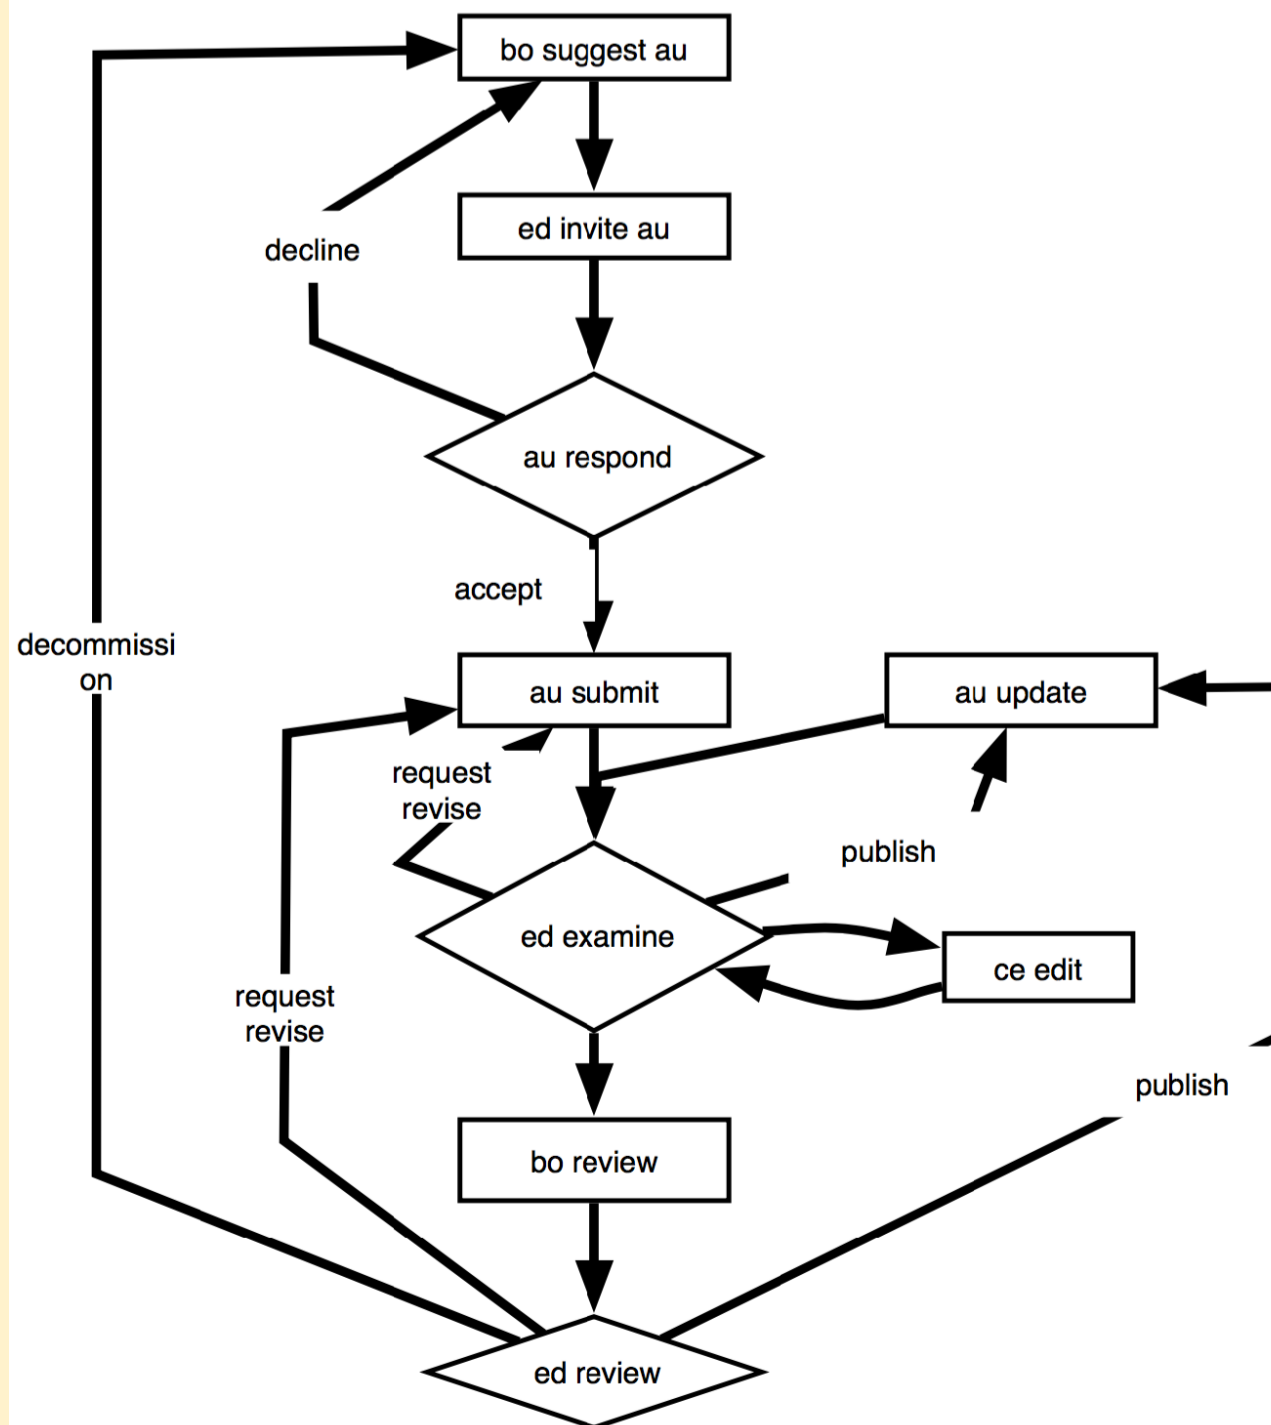 bo suggest au
ed invite au
decline
au respond
accept
decommissi
on
au submit
au update
request
revise
publish
ed examine
ce edit
request
revise
publish
bo review
ed review